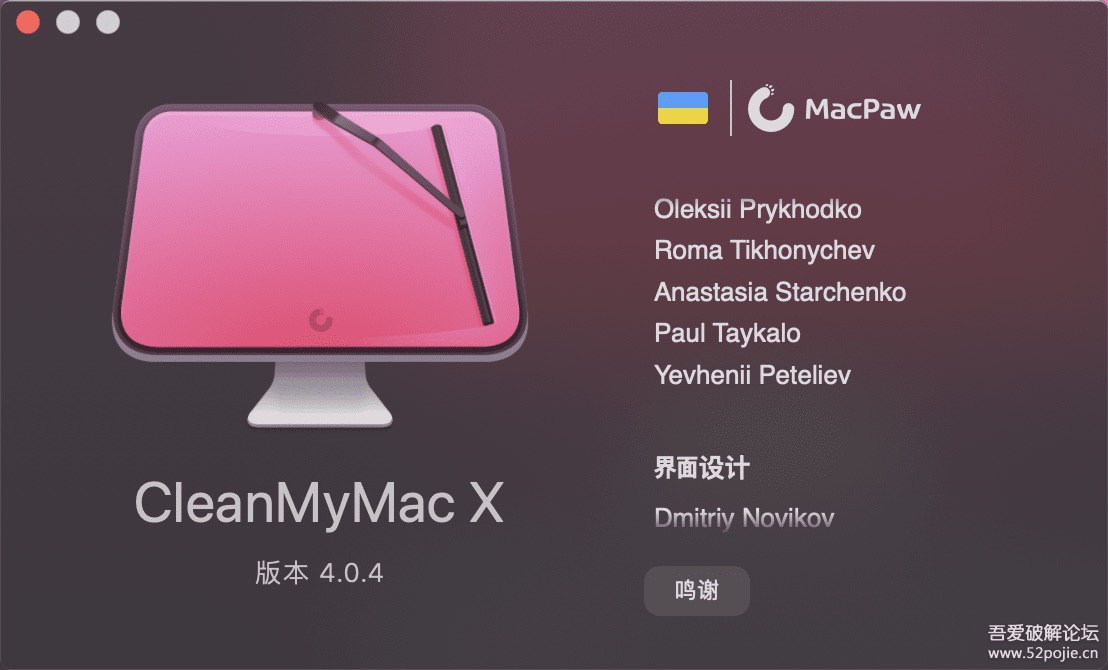 MacPaw
Oleksii Prykhodko
Roma Tikhonychev
Anastasia Starchenko
Paul Taykalo
Yevhenii Peteliev
界面设计
Dmitriy Novikov
CleanMyMac X
版本 4.0.4
鸣谢
吾爱破解论坛
www.52pojie.cn